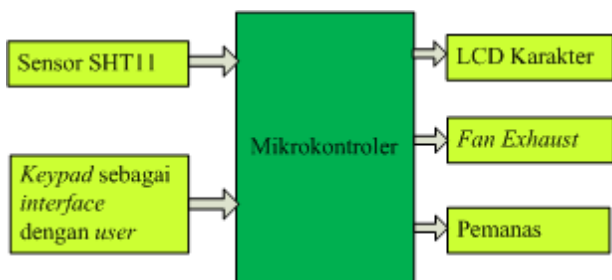 Sensor SHT11
Keypad sebagai
interface
dengan user
Mikrokontroler
LCD Karakter
Fan Exhaust
Pemanas